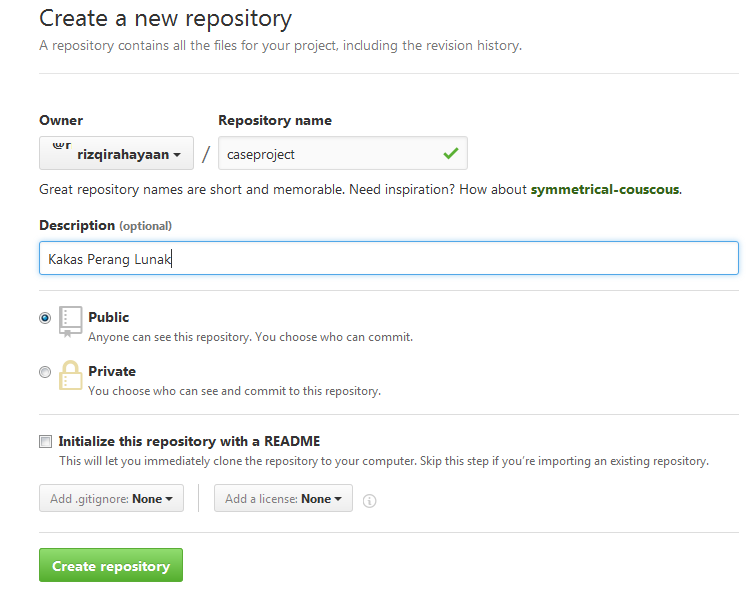 Create a new repository
A repository contains all the files for your project, including the revision history.
Owner Repository name
rizqirahayaan / caseproject
Great repository names are short and memorable. Need inspiration? How about symmetrical-couscous.
Description (optional)
Kakas Perang Lunak
Public
Anyone can see this repository. You choose who can commit.
Private
You choose who can see and commit to this repository.
Initialize this repository with a README
This will let you immediately clone the repository to your computer. Skip this step if you're importing an existing repository.
Add .gitignore: None Add a license: None
Create repository